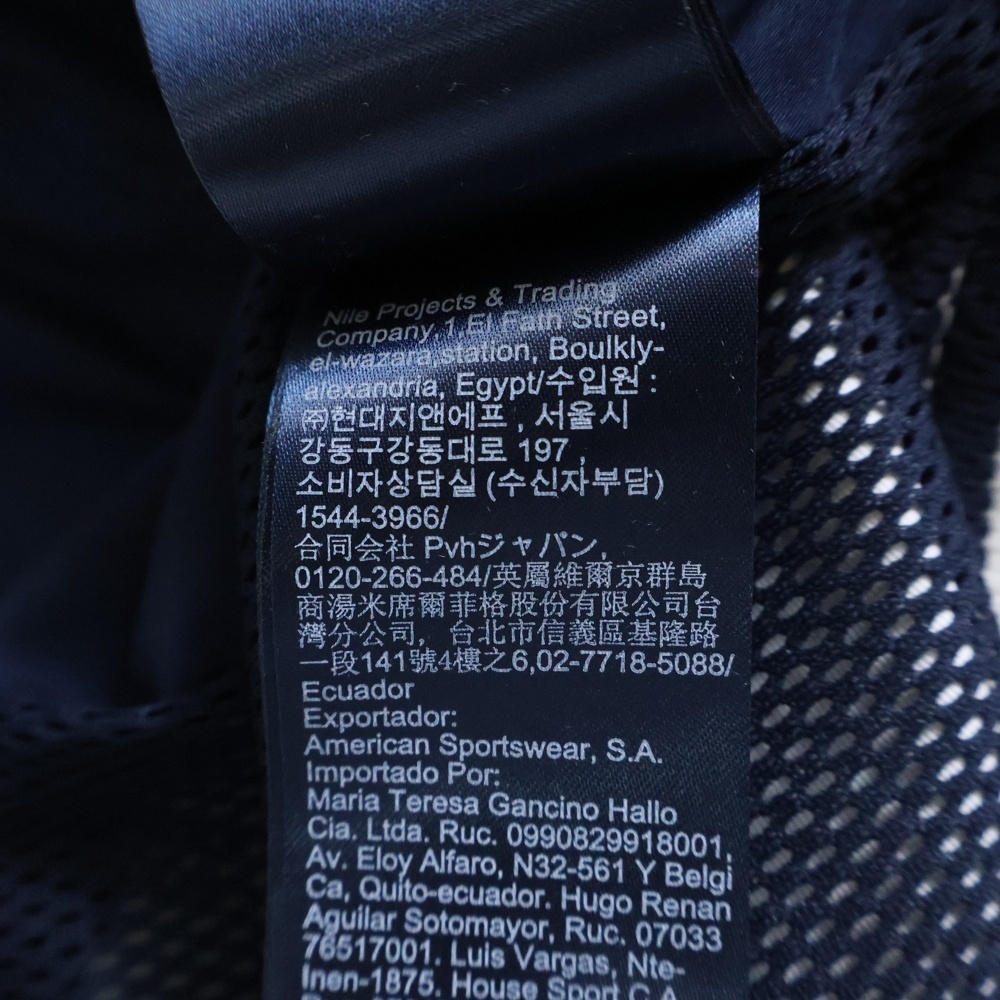 Nile Projects & Trading
Company, 1 El Fath Street,
el-wazara station, Boulkly-
alexandria, Egypt/수입원 :
㈜현대지앤에프 , 서울시
강동구강동대로 197 ,
소비자상담실 (수신자부담)
1544-3966/
合同会社 Pvhジャパン,
0120-266-484/英屬維爾京群島
商湯米席爾菲格股份有限公司台
灣分公司, 台北市信義區基隆路
一段141號4樓之6,02-7718-5088/
Ecuador
Exportador:
American Sportswear, S.A.
Importado Por:
Maria Teresa Gancino Hallo
Cia. Ltda. Ruc. 0990829918001,
Av. Eloy Alfaro, N32-561 Y Belgi
Ca, Quito-ecuador. Hugo Renan
Aguilar Sotomayor, Ruc. 07033
76517001. Luis Vargas, Nte-
Inen-1875. House Sport C.A